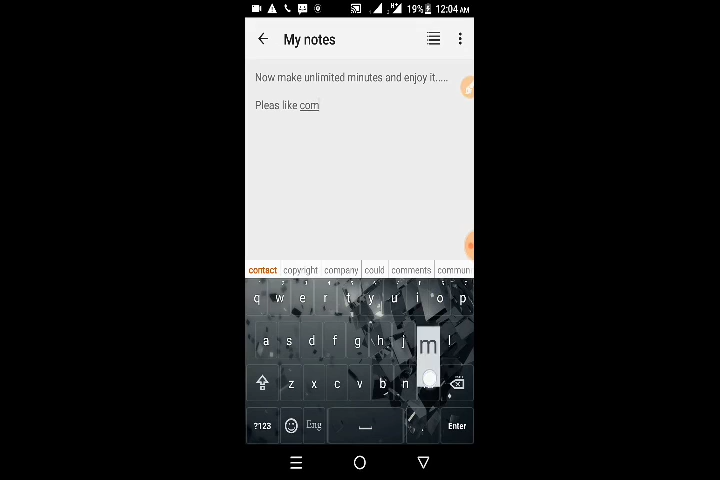 19% 12:04 AM
My notes
Now make unlimited minutes and enjoy it.....
Pleas like com
contact copyright company could comments commun
q w e r t y u i o p
a s d f g h j m l
z x c v b n
?123 Eng . Enter